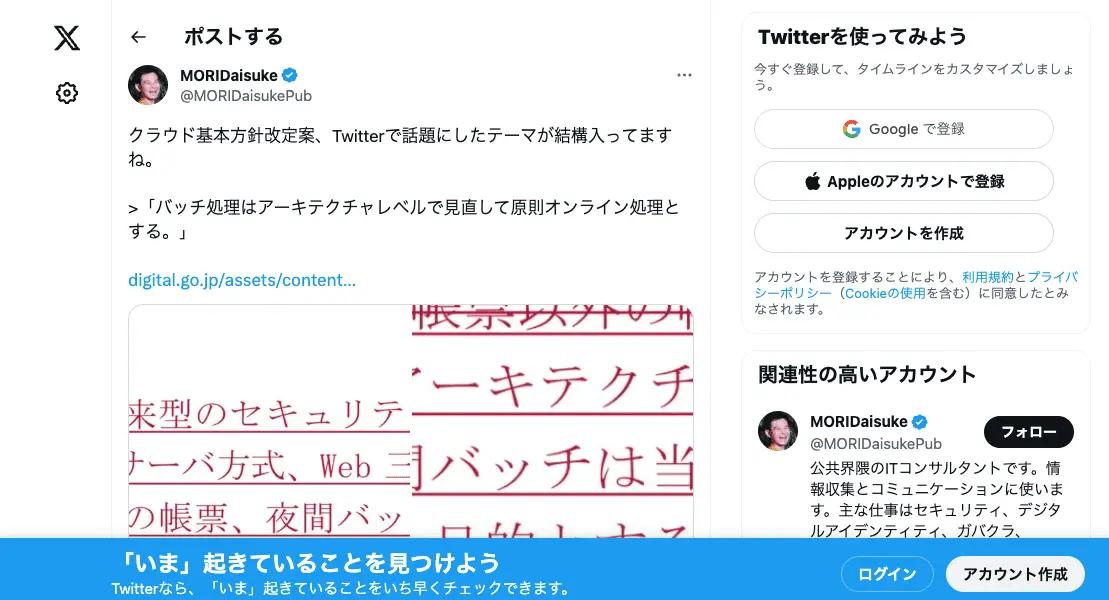 ポストする
MORIDaisuke
@MORIDaisukePub
クラウド基本方針改定案、Twitterで話題にしたテーマが結構入ってます
ね。
>「バッチ処理はアーキテクチャレベルで見直して原則オンライン処理と
する。」
digital.go.jp/assets/content…
来型のセキュリテ
サーバ方式、Web 三
の帳票、夜間バッ
帳票以外の
アーキテクチ
間バッチは当
目的とする
Twitterを使ってみよう
今すぐ登録して、タイムラインをカスタマイズしましょ
う。
Google で登録
Appleのアカウントで登録
アカウントを作成
アカウントを登録することにより、利用規約とプライバ
シーポリシー（Cookieの使用を含む）に同意したとみ
なされます。
関連性の高いアカウント
MORIDaisuke
@MORIDaisukePub
フォロー
公共界隈のITコンサルタントです。情
報収集とコミュニケーションに使いま
す。主な仕事はセキュリティ、デジタ
ルアイデンティティ、ガバクラ、
「いま」起きていることを見つけよう
Twitterなら、「いま」起きていることをいち早くチェックできます。
ログイン
アカウント作成